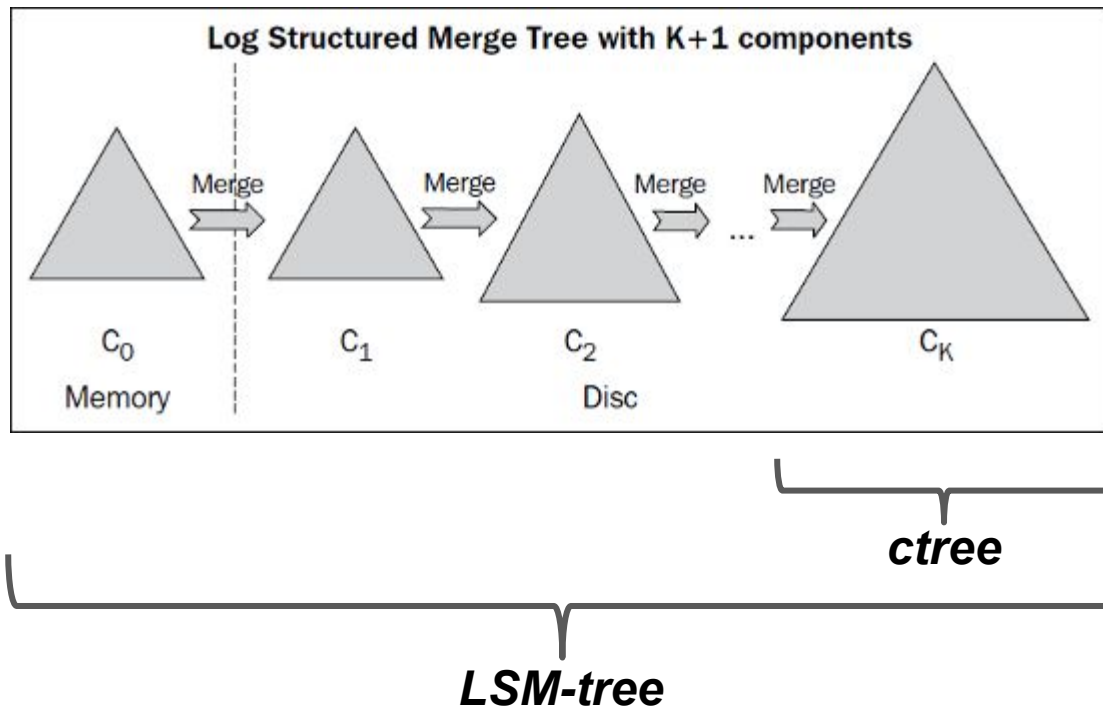 Log Structured Merge Tree with K+1 components
Merge Merge Merge Merge
...
C₀ C₁ C₂ C_K
Memory Disc
ctree
LSM-tree